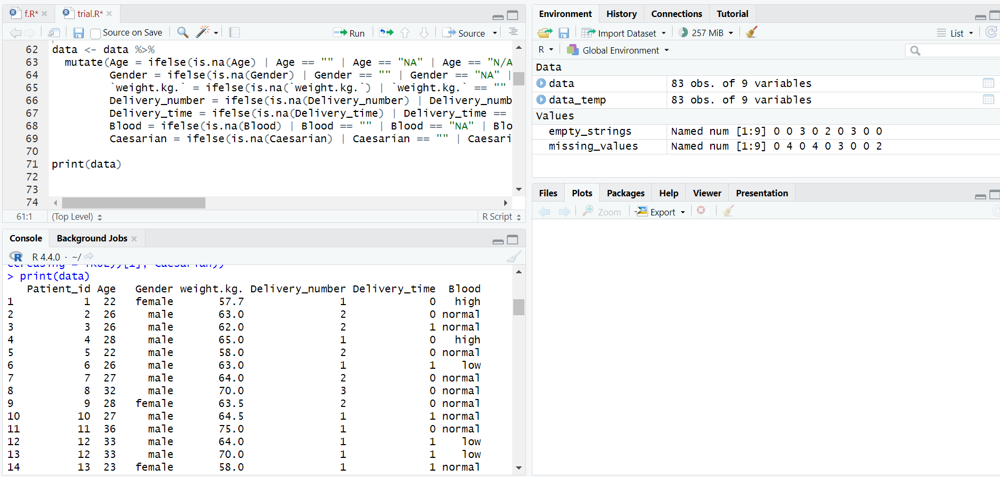 f.R*
trial.R*
Source on Save
Run
Source
62 data <- data %>%
63 mutate(Age = ifelse(is.na(Age) | Age == "" | Age == "NA" | Age == "N/A
64 Gender = ifelse(is.na(Gender) | Gender == "" | Gender == "NA" |
65 `weight.kg.` = ifelse(is.na(`weight.kg.`) | `weight.kg.` == ""
66 Delivery_number = ifelse(is.na(Delivery_number) | Delivery_numb
67 Delivery_time = ifelse(is.na(Delivery_time) | Delivery_time ==
68 Blood = ifelse(is.na(Blood) | Blood == "" | Blood == "NA" | Blo
69 Caesarian = ifelse(is.na(Caesarian) | Caesarian == "" | Caesari
70
71 print(data)
72
73
74
61:1 (Top Level) R Script
Console Background Jobs
R 4.4.0 · ~/
ecreasing = TRUE))[1], Caesarian))
> print(data)
Patient_id Age Gender weight.kg. Delivery_number Delivery_time Blood
1 1 22 female 57.7 1 0 high
2 2 26 male 63.0 2 0 normal
3 3 26 male 62.0 2 1 normal
4 4 28 male 65.0 1 0 high
5 5 22 male 58.0 2 0 normal
6 6 26 male 63.0 1 1 low
7 7 27 male 64.0 2 0 normal
8 8 32 male 70.0 3 0 normal
9 9 28 female 63.5 2 0 normal
10 10 27 male 64.5 1 1 normal
11 11 36 male 75.0 1 0 normal
12 12 33 male 64.0 1 1 low
13 12 33 male 70.0 1 1 low
14 13 23 female 58.0 1 1 normal
Environment History Connections Tutorial
Import Dataset 257 MiB List
R Global Environment
Data
data 83 obs. of 9 variables
data_temp 83 obs. of 9 variables
Values
empty_strings Named num [1:9] 0 0 3 0 2 0 3 0 0
missing_values Named num [1:9] 0 4 0 4 0 3 0 0 2
Files Plots Packages Help Viewer Presentation
Zoom Export